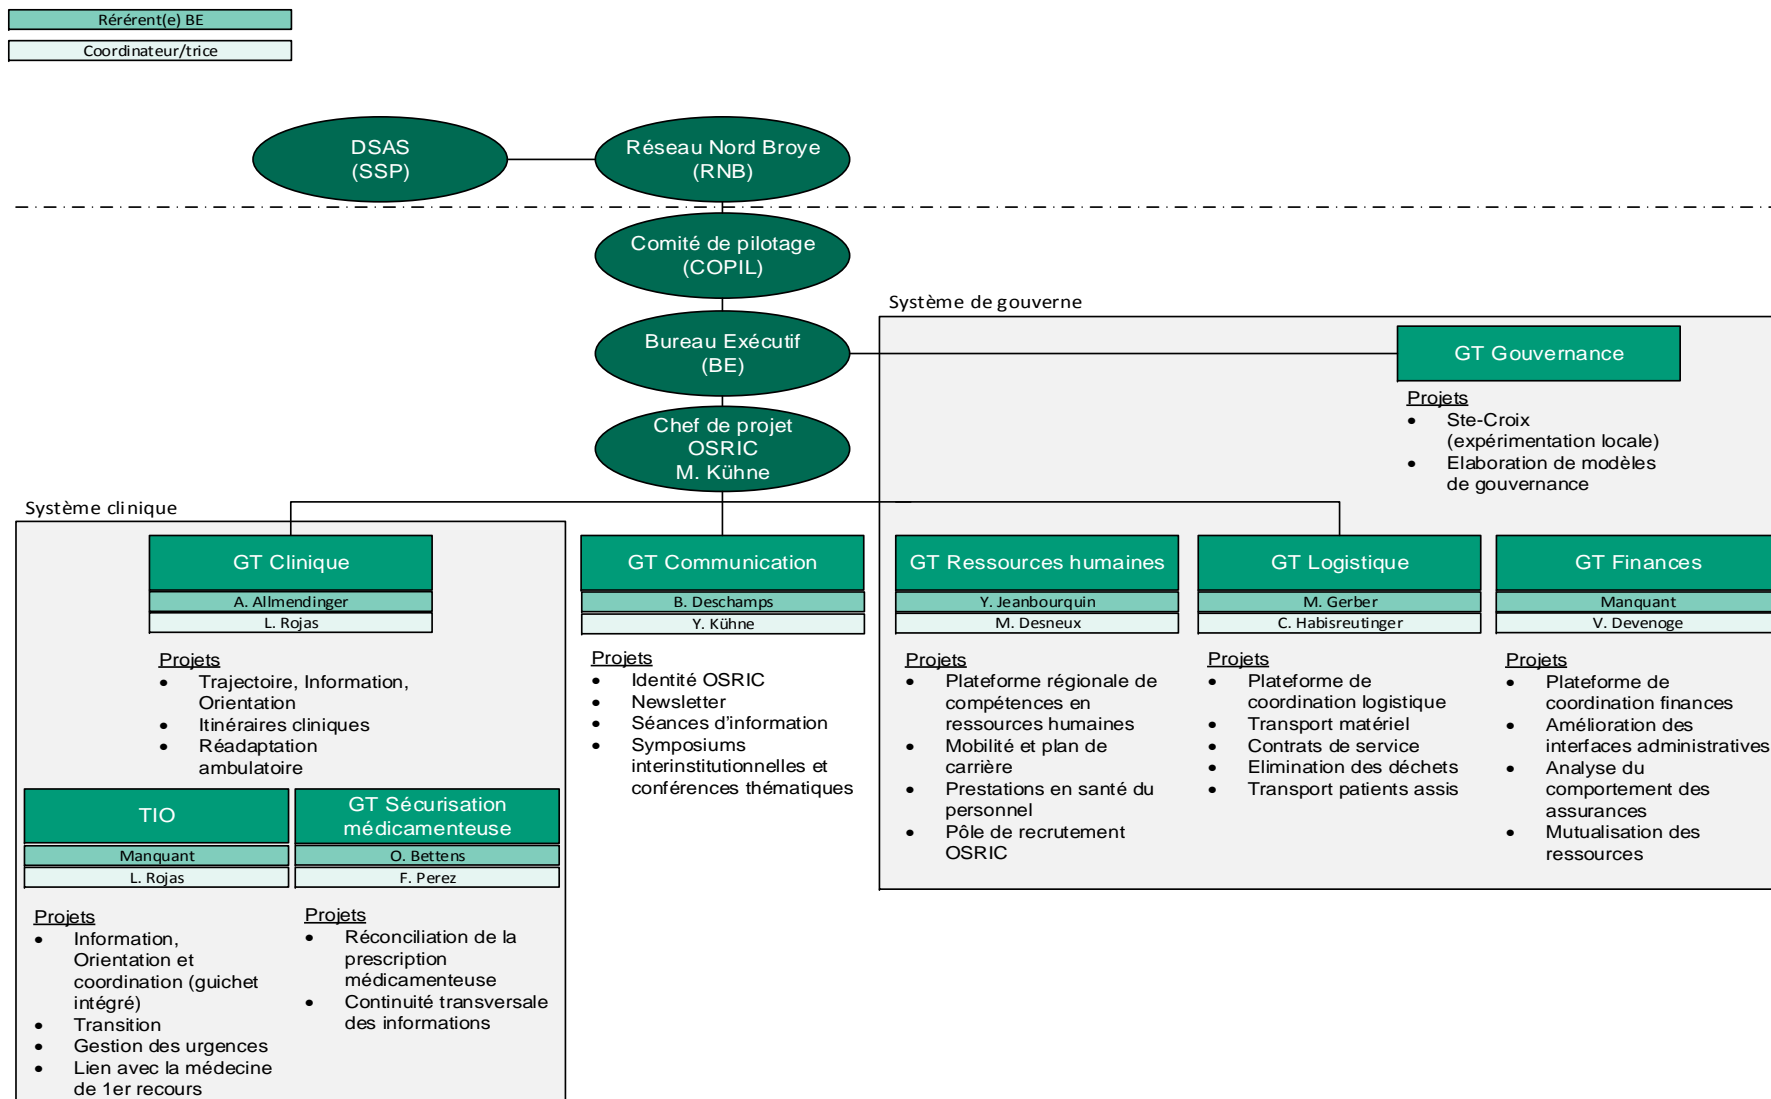 Rérérent(e) BE
Coordinateur/trice
DSAS
(SSP)
Réseau Nord Broye
(RNB)
Comité de pilotage
(COPIL)
Bureau Exécutif
(BE)
Chef de projet
OSRIC
M. Kühne
Système de gouverne
GT Gouvernance
Projets
• Ste-Croix
(expérimentation locale)
• Elaboration de modèles
de gouvernance
Système clinique
GT Clinique
A. Allmendinger
L. Rojas
Projets
• Trajectoire, Information,
Orientation
• Itinéraires cliniques
• Réadaptation
ambulatoire
TIO
Manquant
L. Rojas
Projets
• Information,
Orientation et
coordination (guichet
intégré)
• Transition
• Gestion des urgences
• Lien avec la médecine
de 1er recours
GT Sécurisation
médicamenteuse
O. Bettens
F. Perez
Projets
• Réconciliation de la
prescription
médicamenteuse
• Continuité transversale
des informations
GT Communication
B. Deschamps
Y. Kühne
Projets
• Identité OSRIC
• Newsletter
• Séances d'information
• Symposiums
interinstitutionnelles et
conférences thématiques
GT Ressources humaines
Y. Jeanbourquin
M. Desneux
Projets
• Plateforme régionale de
compétences en
ressources humaines
• Mobilité et plan de
carrière
• Prestations en santé du
personnel
• Pôle de recrutement
OSRIC
GT Logistique
M. Gerber
C. Habisreutinger
Projets
• Plateforme de
coordination logistique
• Transport matériel
• Contrats de service
• Elimination des déchets
• Transport patients assis
GT Finances
Manquant
V. Devenoge
Projets
• Plateforme de
coordination finances
• Amélioration des
interfaces administratives
• Analyse du
comportement des
assurances
• Mutualisation des
ressources